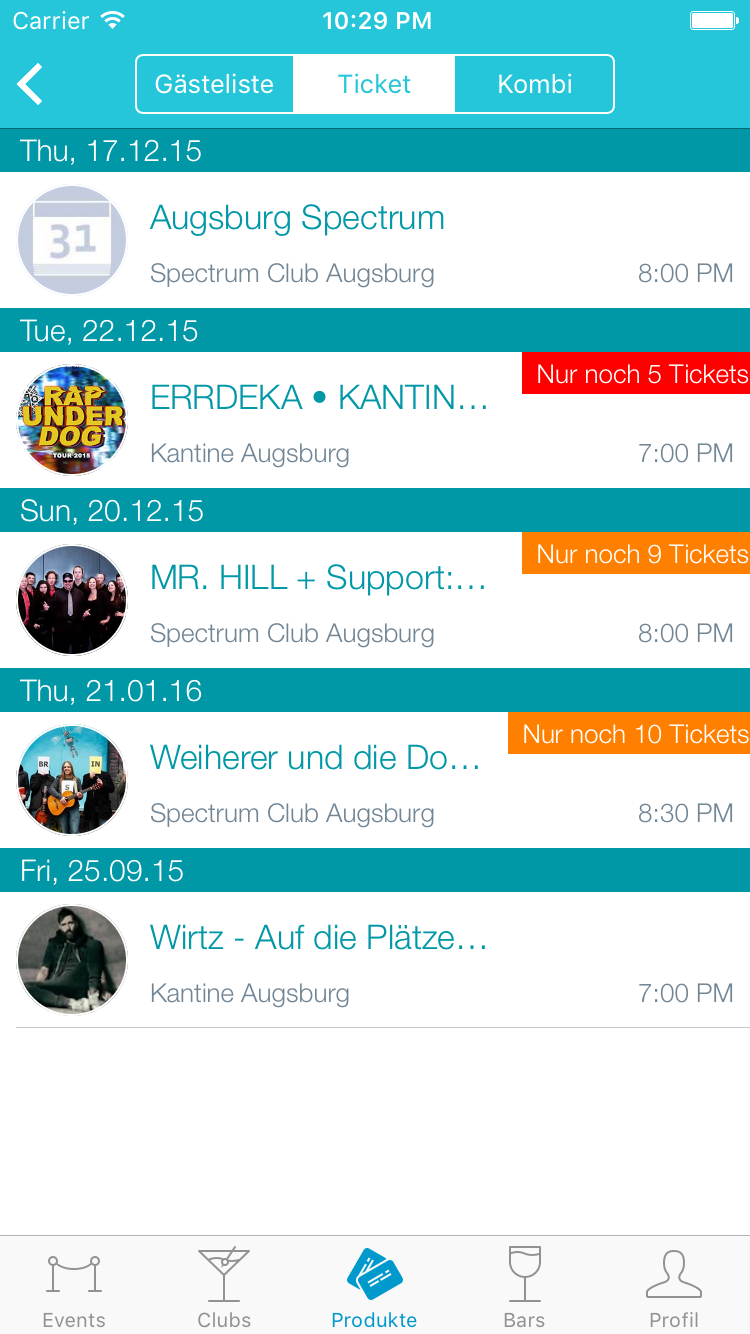 Carrier 10:29 PM
Gästeliste Ticket Kombi
Thu, 17.12.15
31
Augsburg Spectrum
Spectrum Club Augsburg 8:00 PM
Tue, 22.12.15
Nur noch 5 Tickets
RAP
UNDER
DOG
TOUR 2015
ERRDEKA • KANTIN...
Kantine Augsburg 7:00 PM
Sun, 20.12.15
Nur noch 9 Tickets
MR. HILL + Support:...
Spectrum Club Augsburg 8:00 PM
Thu, 21.01.16
Nur noch 10 Tickets
BR IN
S
Weiherer und die Do...
Spectrum Club Augsburg 8:30 PM
Fri, 25.09.15
Wirtz - Auf die Plätze...
Kantine Augsburg 7:00 PM
Events Clubs Produkte Bars Profil